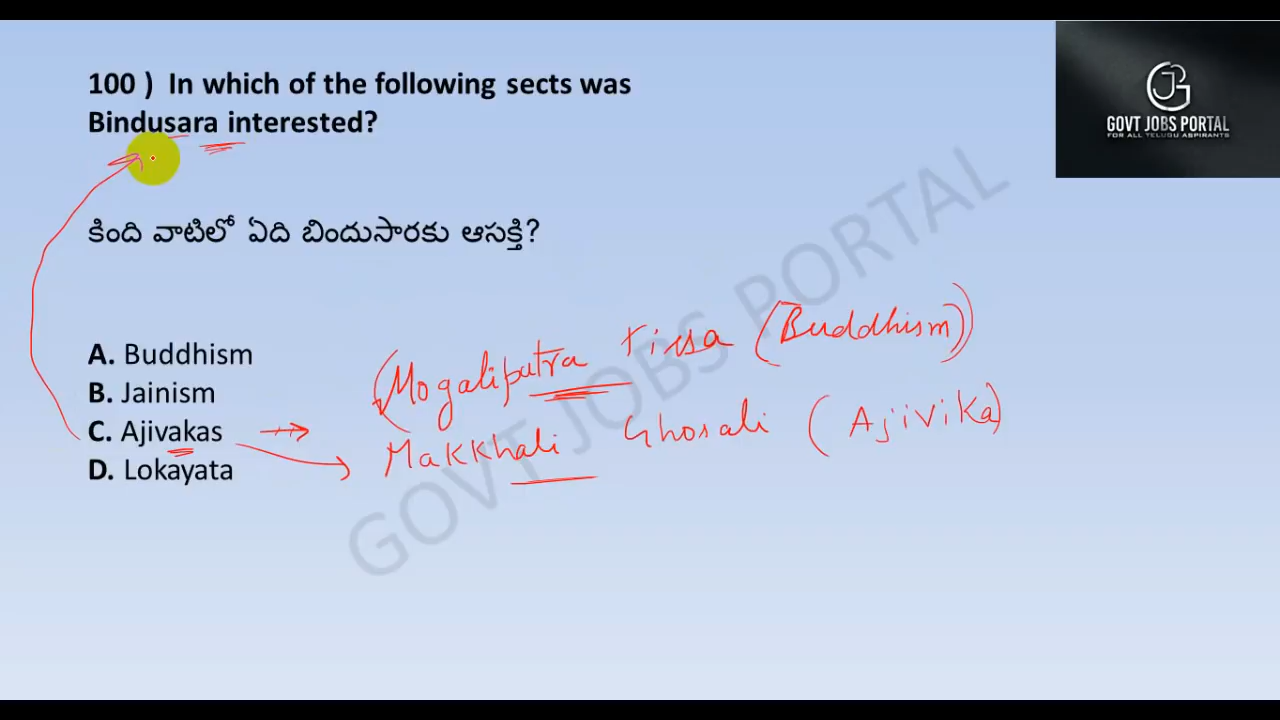 100 ) In which of the following sects was
Bindusara interested?
GOVT JOBS PORTAL
FOR ALL TELUGU ASPIRANTS
కింది వాటిలో ఏది బిందుసారకు ఆసక్తి?
A. Buddhism
B. Jainism
C. Ajivakas
D. Lokayata
(Mogaliputra Tissa (Buddhism)
Makkhali Ghosali (Ajivika)
GOVT JOBS PORTAL